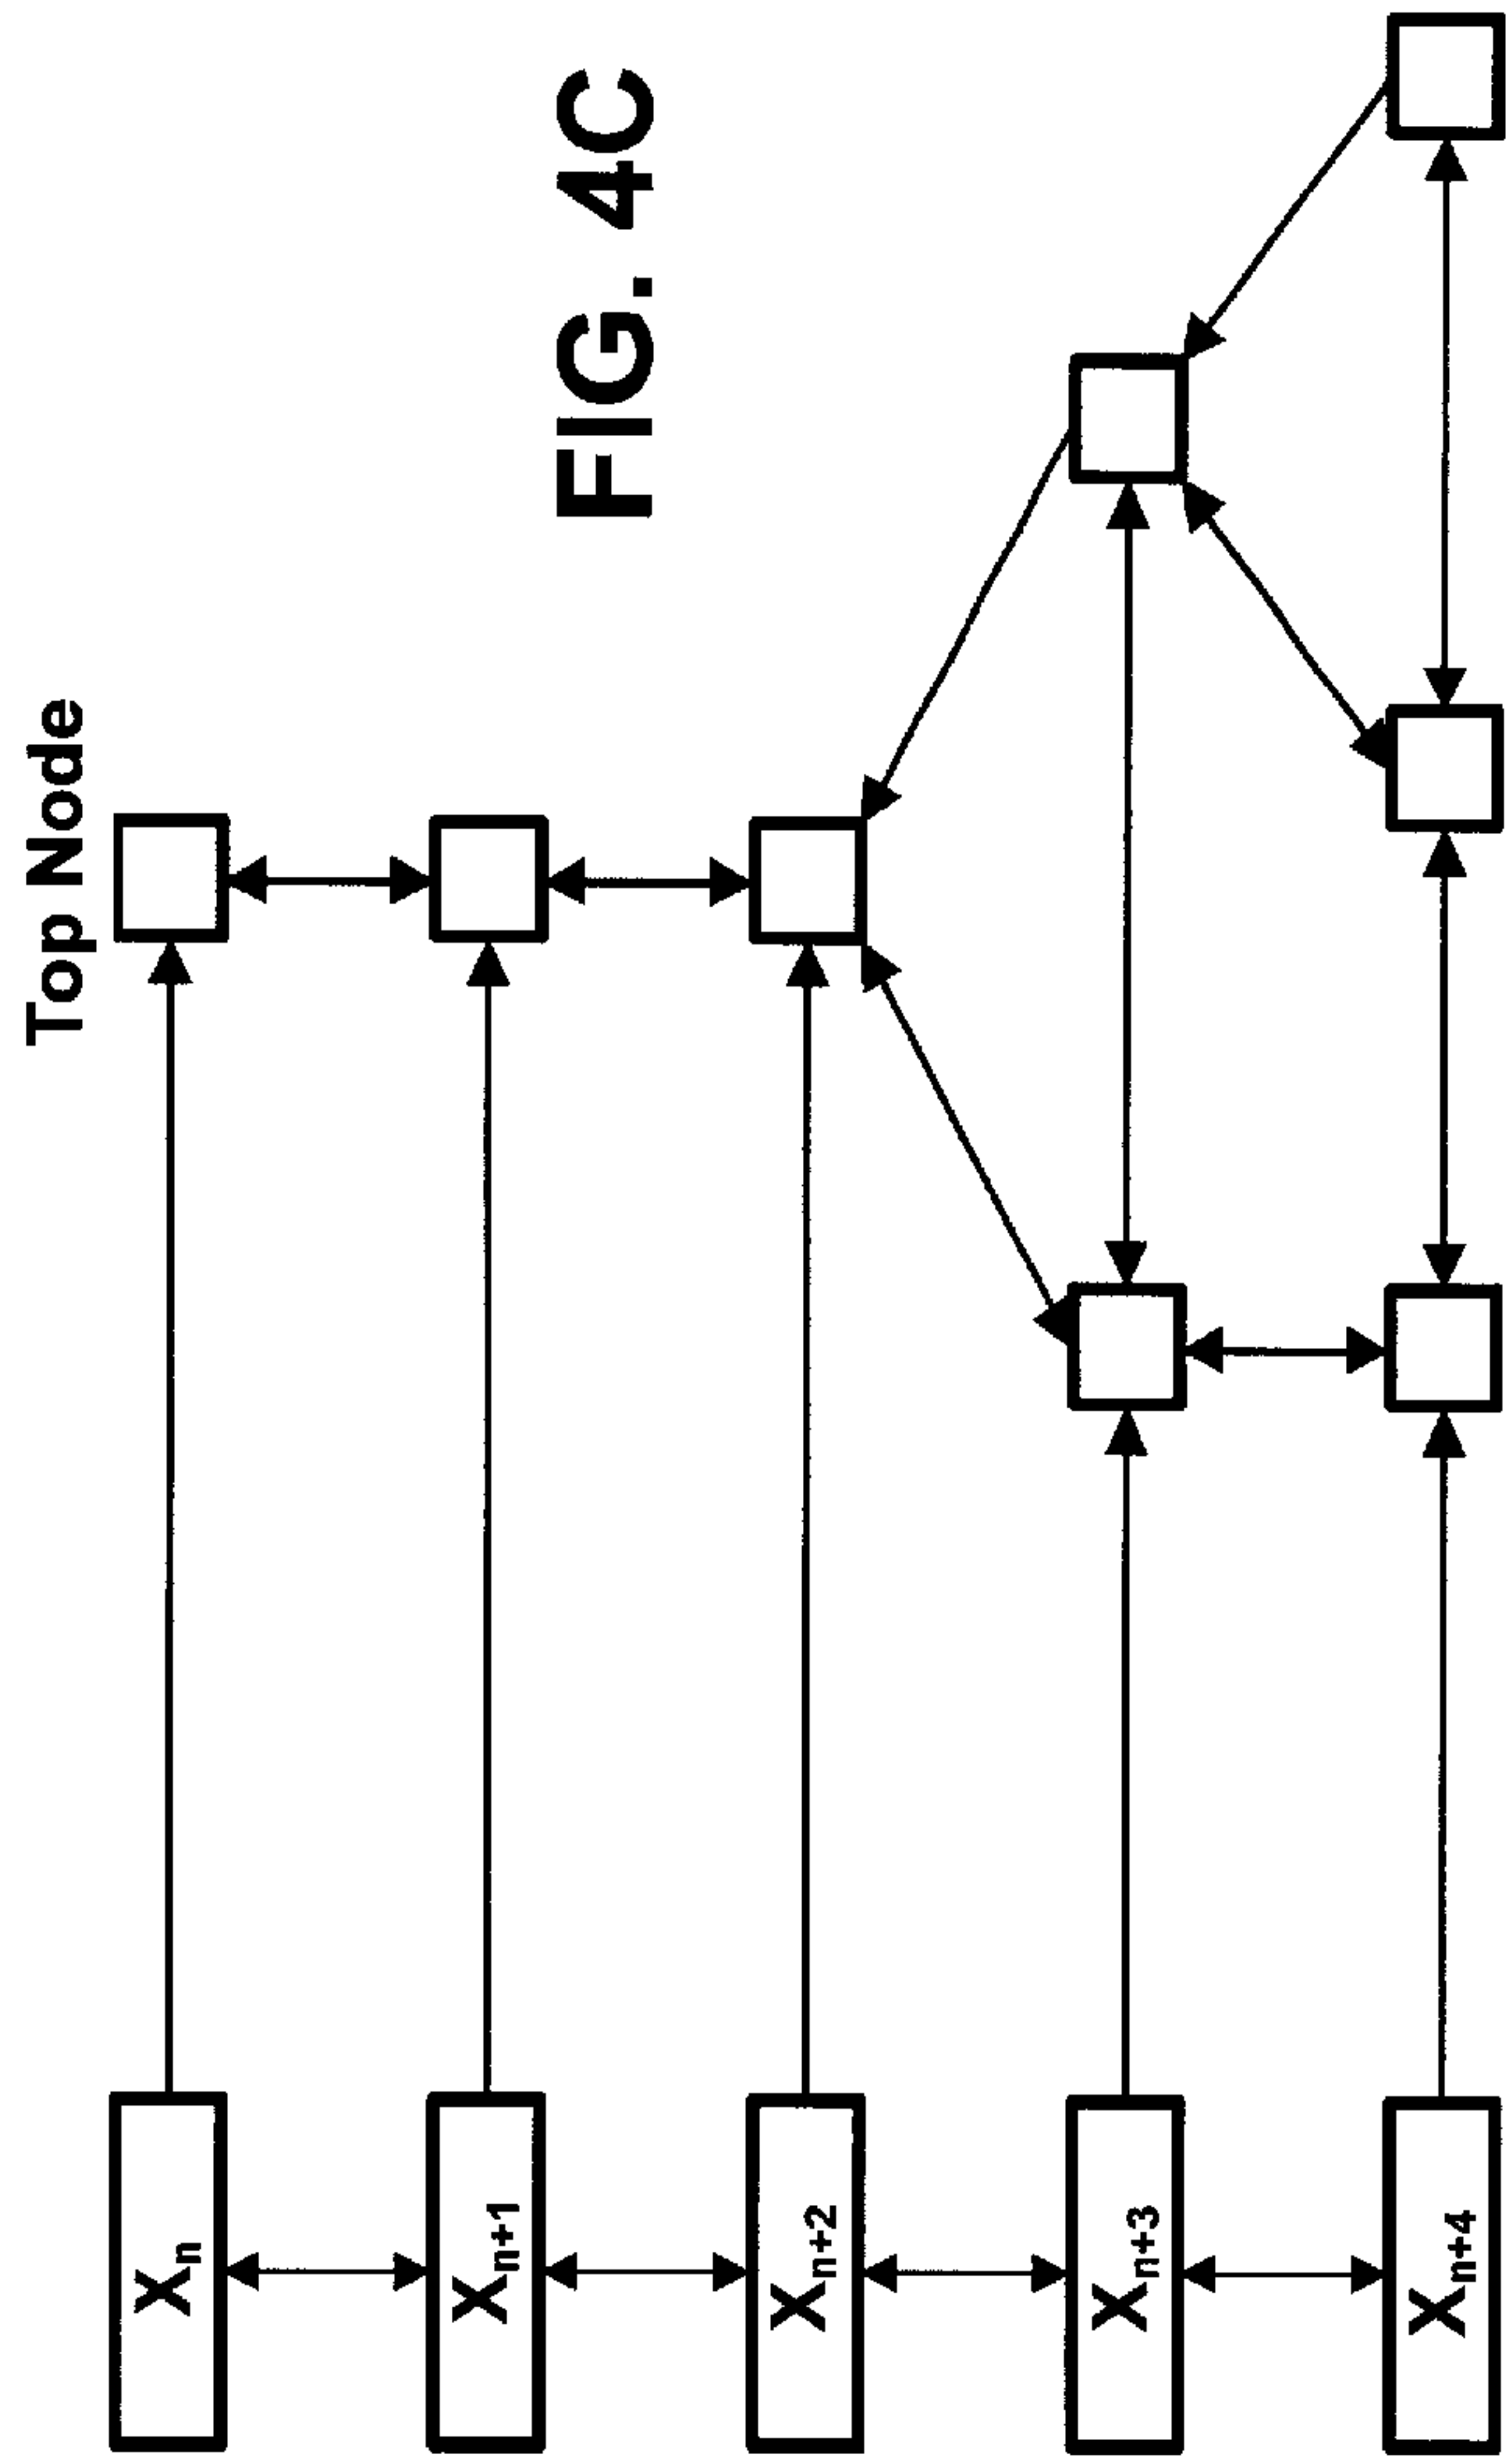 Top Node
FIG. 4C
Xn
Xn+1
Xn+2
Xn+3
Xn+4